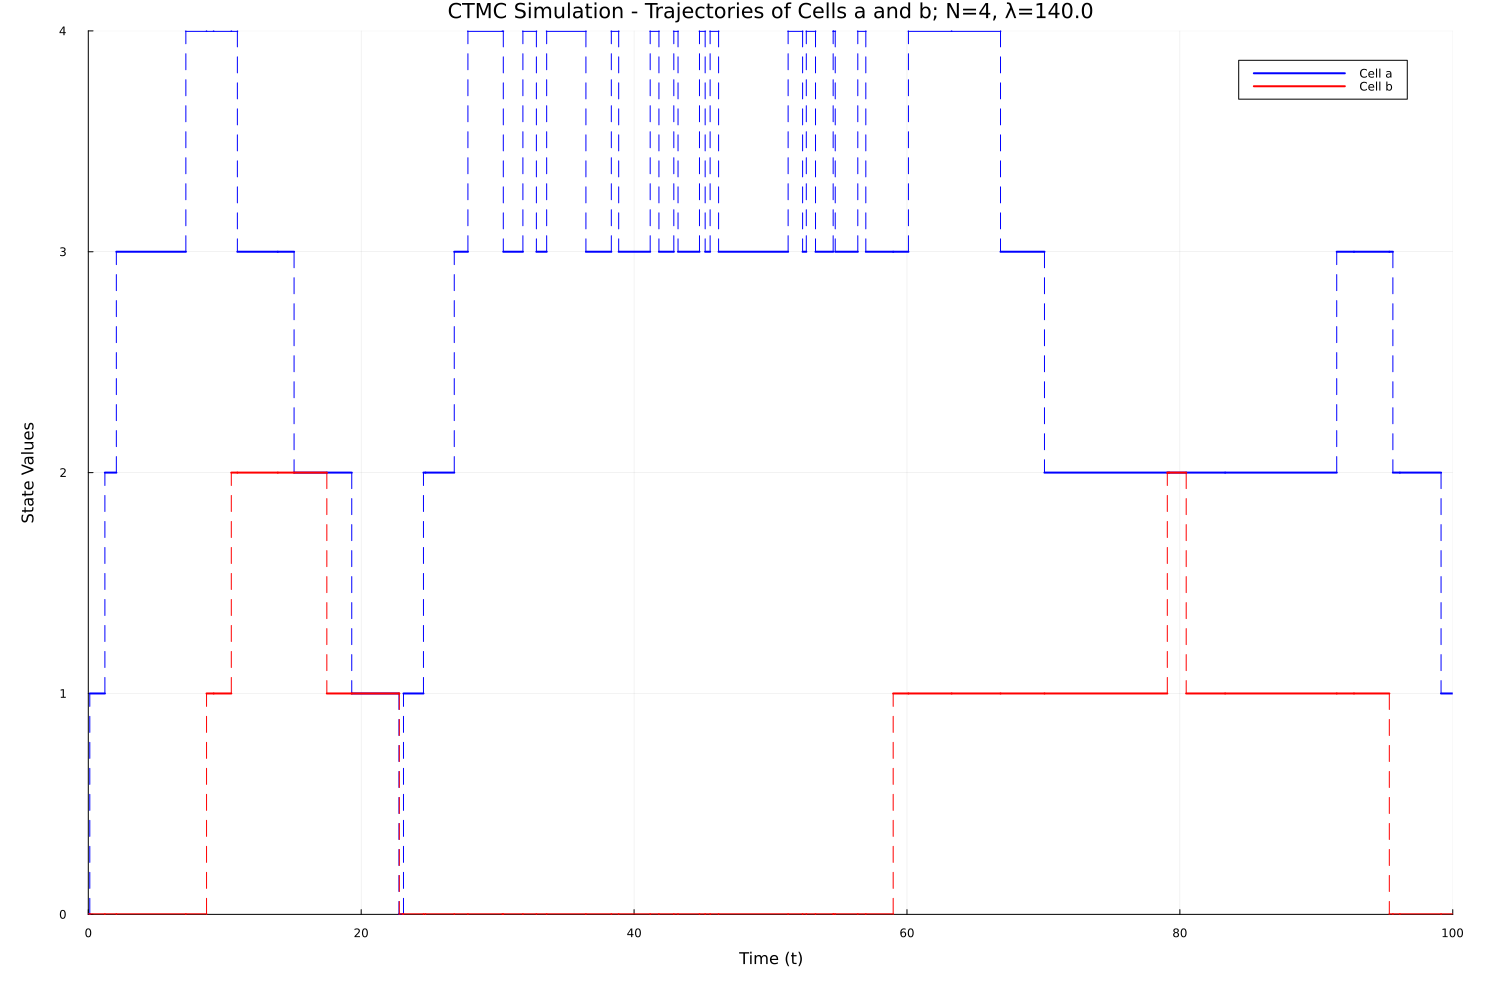 CTMC Simulation - Trajectories of Cells a and b; N=4, λ=140.0
4
Cell a
Cell b
3
State Values
2
1
0
0 20 40 60 80 100
Time (t)